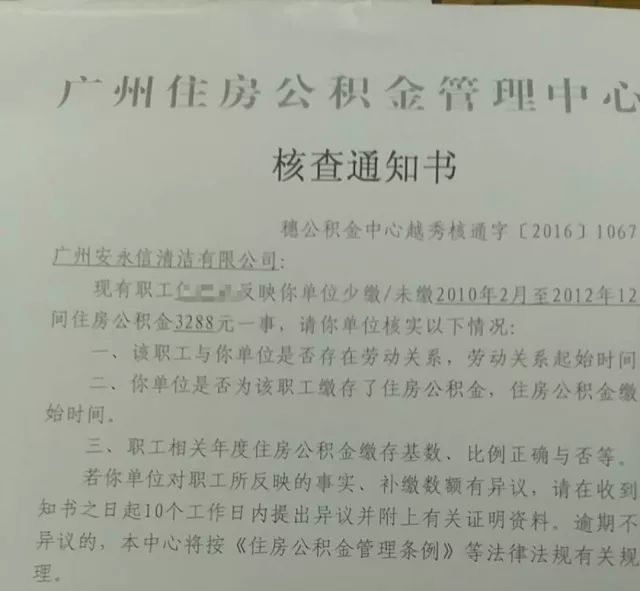 广州住房公积金管理中心
核查通知书
穗公积金中心越秀核通字〔2016〕1067
广州安永信清洁有限公司:
现有职工 反映你单位少缴/未缴2010年2月至2012年12
间住房公积金3288元一事，请你单位核实以下情况:
一、该职工与你单位是否存在劳动关系，劳动关系起始时间
二、你单位是否为该职工缴存了住房公积金，住房公积金缴
始时间。
三、职工相关年度住房公积金缴存基数、比例正确与否等。
若你单位对职工所反映的事实、补缴数额有异议，请在收到
知书之日起10个工作日内提出异议并附上有关证明资料。逾期不
异议的，本中心将按《住房公积金管理条例》等法律法规有关规
理。